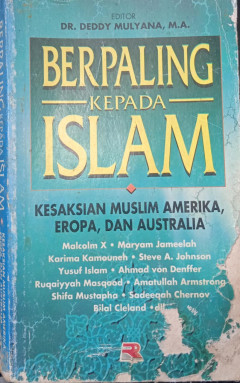 EDITOR
DR. DEDDY MULYANA, M.A.
BERPALING
KEPADA
ISLAM
KESAKSIAN MUSLIM AMERIKA,
EROPA, DAN AUSTRALIA
Malcolm X • Maryam Jameelah
Karima Kamouneh • Steve A. Johnson
Yusuf Islam • Ahmad von Denffer
Ruqaiyyah Masqood • Amatullah Armstrong
Shifa Mustapha • Sadeeqah Chernov
Bilal Cleland •